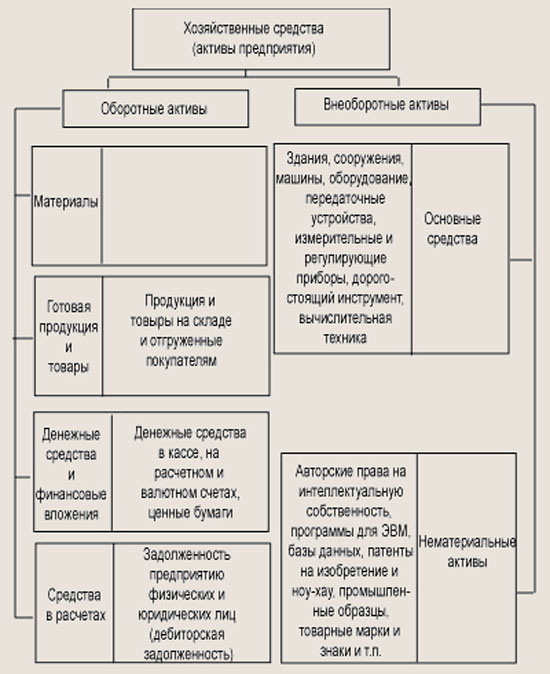 Хозяйственные средства
(активы предприятия)
Оборотные активы
Внеоборотные активы
Материалы
Готовая
продукция
и
товары
Продукция и
товыры на складе
и отгруженные
покупателям
Денежные
средства
и
финансовые
вложения
Денежные средства
в кассе, на
расчетном и
валютном счетах,
ценные бумаги
Средства
в расчетах
Задолженность
предприятию
физических и
юридических лиц
(дебиторская
задолженность)
Здания, сооружения,
машины, оборудование,
передаточные
устройства,
измерительные и
регулирующие
приборы, дорого-
стоящий инструмент,
вычислительная
техника
Основные
средства
Авторские права на
интеллектуальную
собственность,
программы для ЭВМ,
базы данных, патенты
на изобретение и
ноу-хау, промышлен-
ные образцы,
товарные марки и
знаки и т.п.
Нематериальные
активы